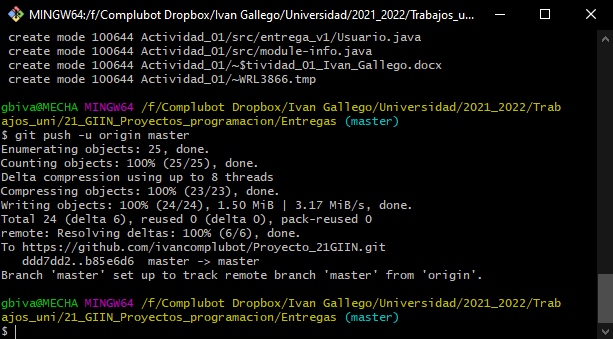 MINGW64:/f/Complubot Dropbox/Ivan Gallego/Universidad/2021_2022/Trabajos_u...
create mode 100644 Actividad_01/src/entrega_v1/Usuario.java
create mode 100644 Actividad_01/src/module-info.java
create mode 100644 Actividad_01/~$tividad_01_Ivan_Gallego.docx
create mode 100644 Actividad_01/~WRL3866.tmp
gbiva@MECHA MINGW64 /f/Complubot Dropbox/Ivan Gallego/Universidad/2021_2022/Trab
ajos_uni/21_GIIN_Proyectos_programacion/Entregas (master)
$ git push -u origin master
Enumerating objects: 25, done.
Counting objects: 100% (25/25), done.
Delta compression using up to 8 threads
Compressing objects: 100% (23/23), done.
Writing objects: 100% (24/24), 1.50 MiB | 3.17 MiB/s, done.
Total 24 (delta 6), reused 0 (delta 0), pack-reused 0
remote: Resolving deltas: 100% (6/6), done.
To https://github.com/ivancomplubot/Proyecto_21GIIN.git
ddd7dd2..b85e6d6  master -> master
Branch 'master' set up to track remote branch 'master' from 'origin'.
gbiva@MECHA MINGW64 /f/Complubot Dropbox/Ivan Gallego/Universidad/2021_2022/Trab
ajos_uni/21_GIIN_Proyectos_programacion/Entregas (master)
$